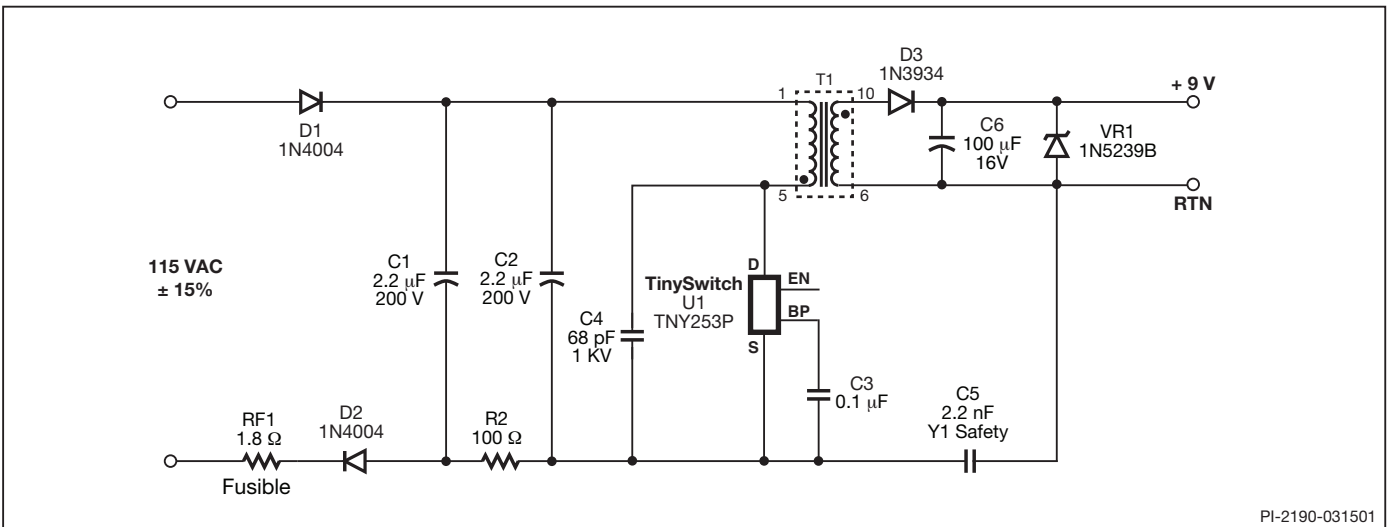 D3
1N3934
T1
+ 9 V
1
10
D1
1N4004
C6
100 µF
16V
VR1
1N5239B
5
6
RTN
115 VAC
± 15%
C1
2.2 µF
200 V
C2
2.2 µF
200 V
D
TinySwitch
U1
TNY253P
EN
BP
S
C4
68 pF
1 KV
C3
0.1 µF
C5
2.2 nF
Y1 Safety
RF1
1.8 Ω
D2
1N4004
R2
100 Ω
Fusible
PI-2190-031501